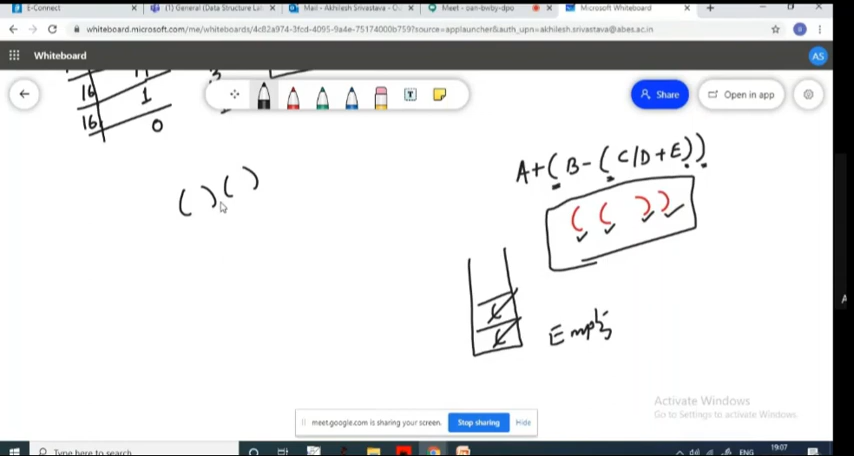 E-Connect
(1) General (Data Structure Lab
Mail - Akhilesh Srivastava - O
Meet - oan-bwby-dpo
Microsoft Whiteboard
whiteboard.microsoft.com/me/whiteboards/4c82a974-3fcd-4095-9a4e-75174000b759?source=applauncher&auth_upn=akhilesh.srivastava@abes.ac.in
Whiteboard
AS
Share
Open in app
16
16 1
0
( ) ( )
A+(B-(C/D+E))
( ( ) )
( 
(
Empty
Activate Windows
Go to Settings to activate Windows.
meet.google.com is sharing your screen.
Stop sharing
Hide
Type here to search
ENG
19:07